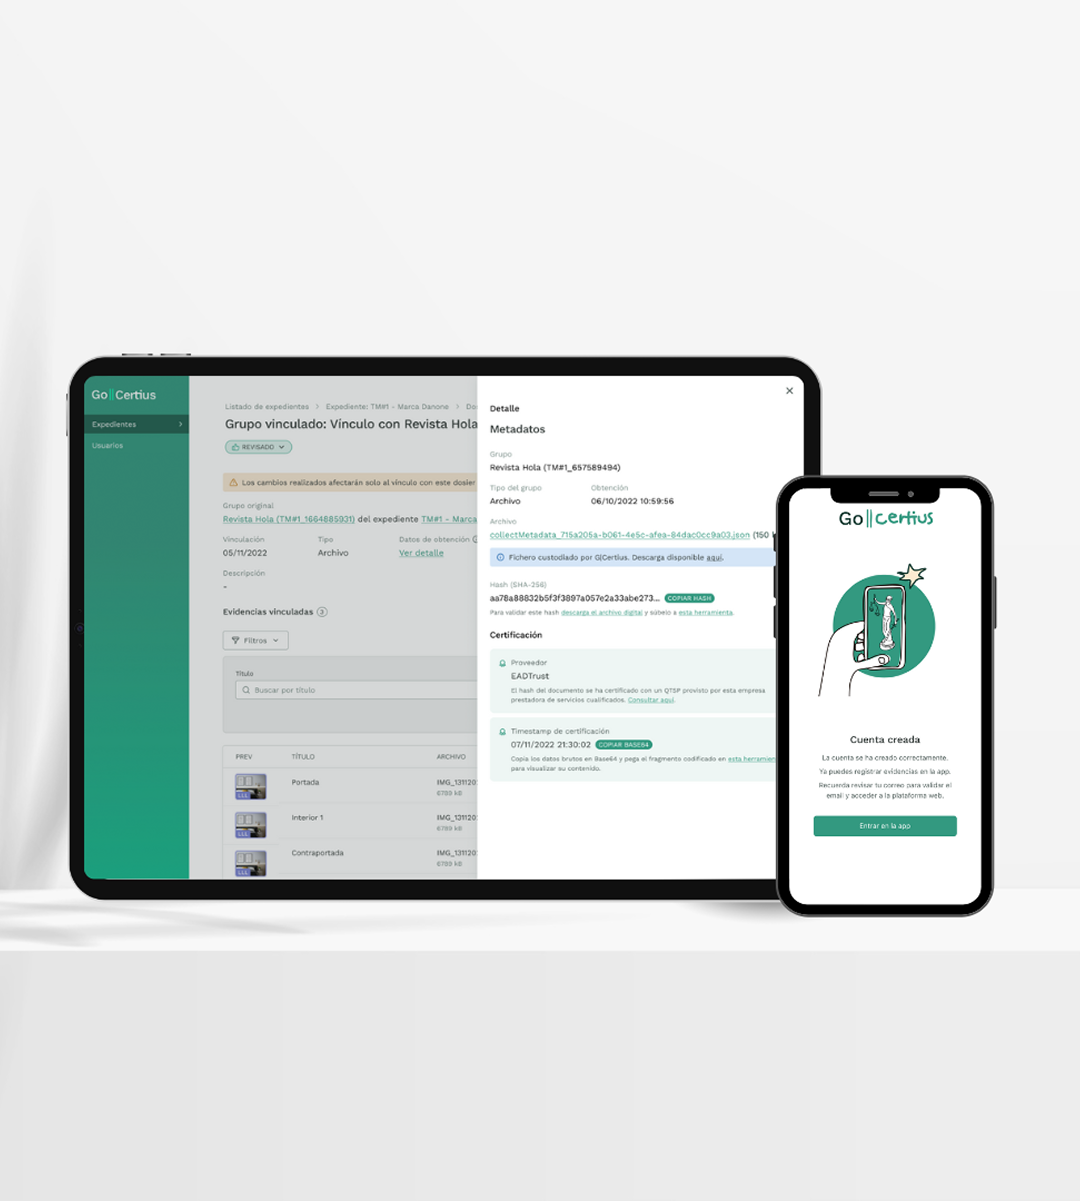 Go||Certius
Expedientes
Usuarios
Listado de expedientes > Expediente: TM#1 - Marca Danone >
Grupo vinculado: Vínculo con Revista Hola
REVISADO
Los cambios realizados afectarán solo al vínculo con este dosier
Grupo original
Revista Hola (TM#1_1664885931) del expediente TM#1 - Marca
Vinculación Tipo Datos de obtención
05/11/2022 Archivo Ver detalle
Descripción
-
Evidencias vinculadas 3
Filtros
Título
Buscar por título
PREV TÍTULO ARCHIVO
Portada IMG_131120
6789 kB
Interior 1 IMG_131120
6789 kB
Contraportada IMG_131120
6789 kB
Detalle
Metadatos
Grupo
Revista Hola (TM#1_657589494)
Tipo del grupo Obtención
Archivo 06/10/2022 10:59:56
Archivo
collectMetadata_715a205a-b061-4e5c-afea-84dac0cc9a03.json (150
Fichero custodiado por G|Certius. Descarga disponible aquí.
Hash (SHA-256)
aa78a88832b5f3f3897a057e2a33abe273... COPIAR HASH
Para validar este hash descarga el archivo digital y súbelo a esta herramienta.
Certificación
Proveedor
EADTrust
El hash del documento se ha certificado con un QTSP provisto por esta empresa
prestadora de servicios cualificados. Consultar aquí.
Timestamp de certificación
07/11/2022 21:30:02 COPIAR BASE64
Copia los datos brutos en Base64 y pega el fragmento codificado en esta herramien
para visualizar su contenido.
Go||certius
Cuenta creada
La cuenta se ha creado correctamente.
Ya puedes registrar evidencias en la app.
Recuerda revisar tu correo para validar el
email y acceder a la plataforma web.
Entrar en la app